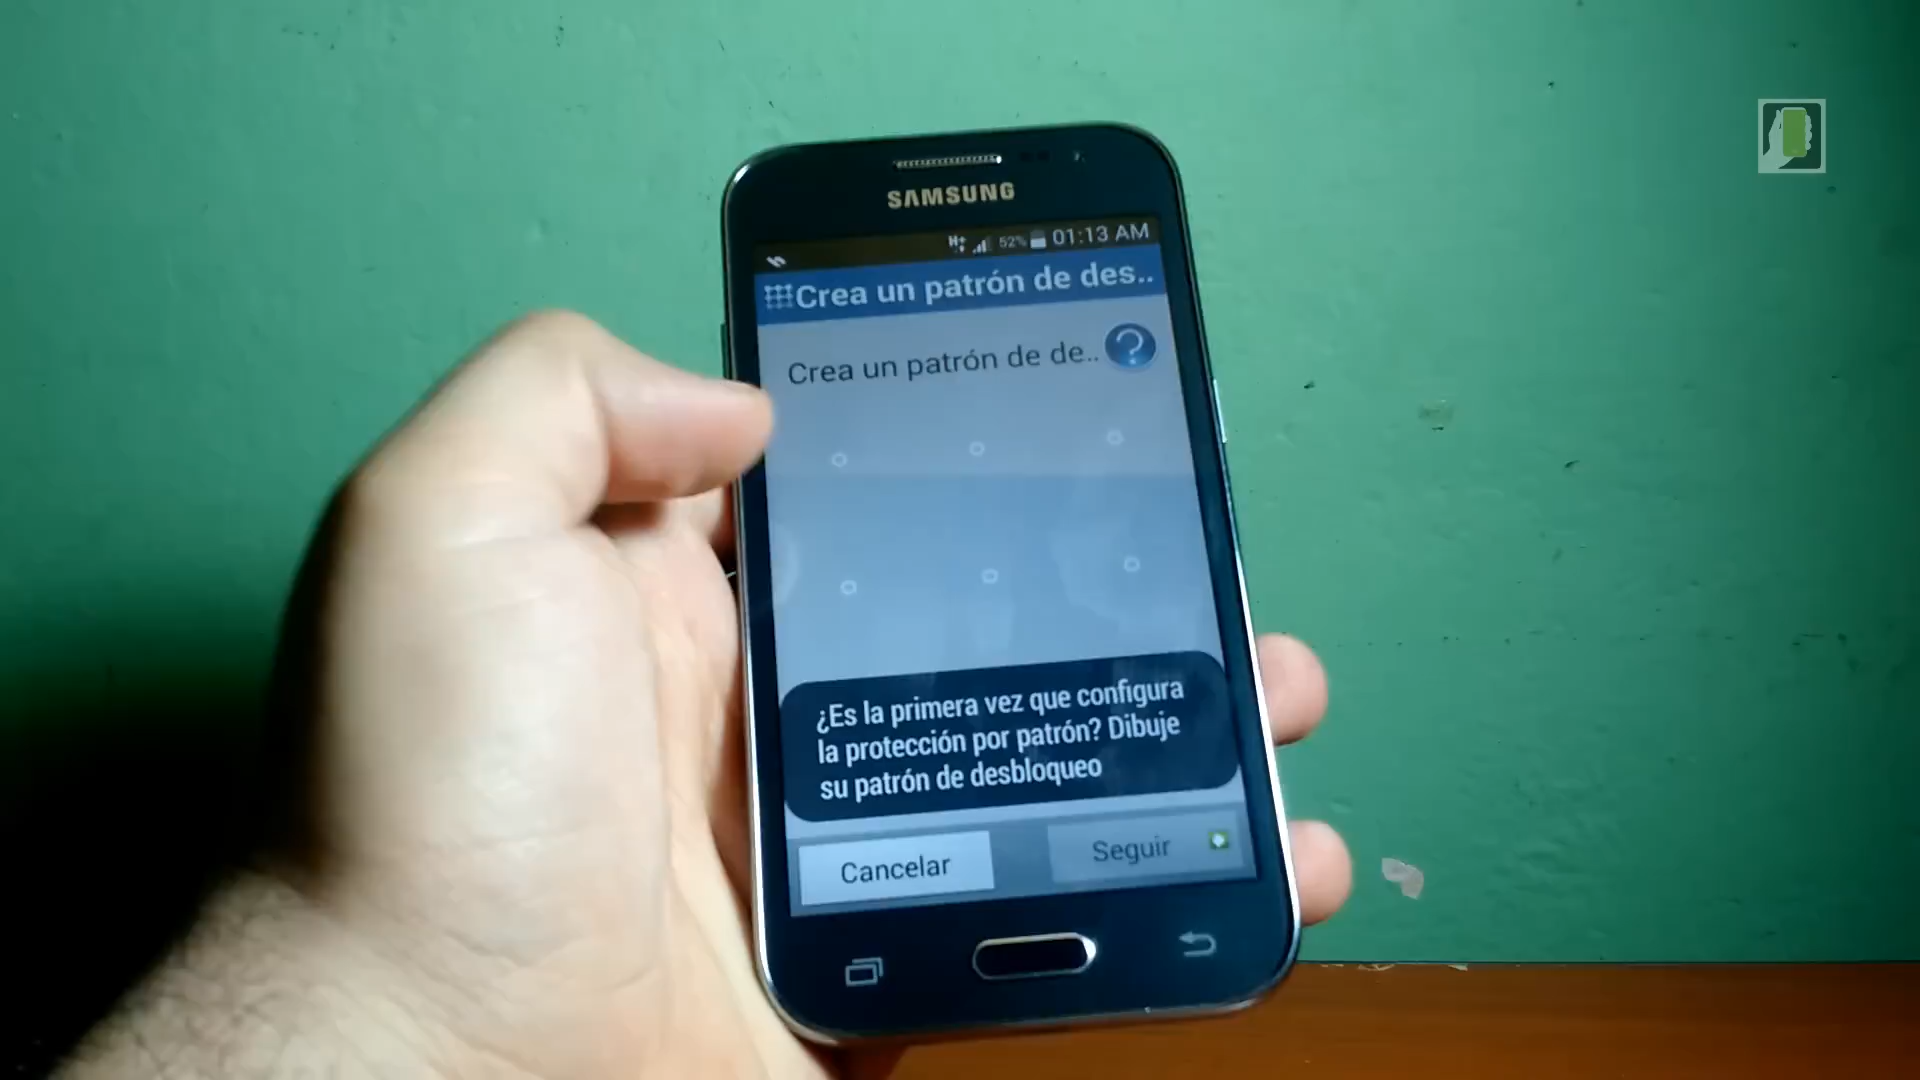 SAMSUNG
H+ 52% 01:13 AM
Crea un patrón de des..
Crea un patrón de de..
?
¿Es la primera vez que configura
la protección por patrón? Dibuje
su patrón de desbloqueo
Cancelar
Seguir